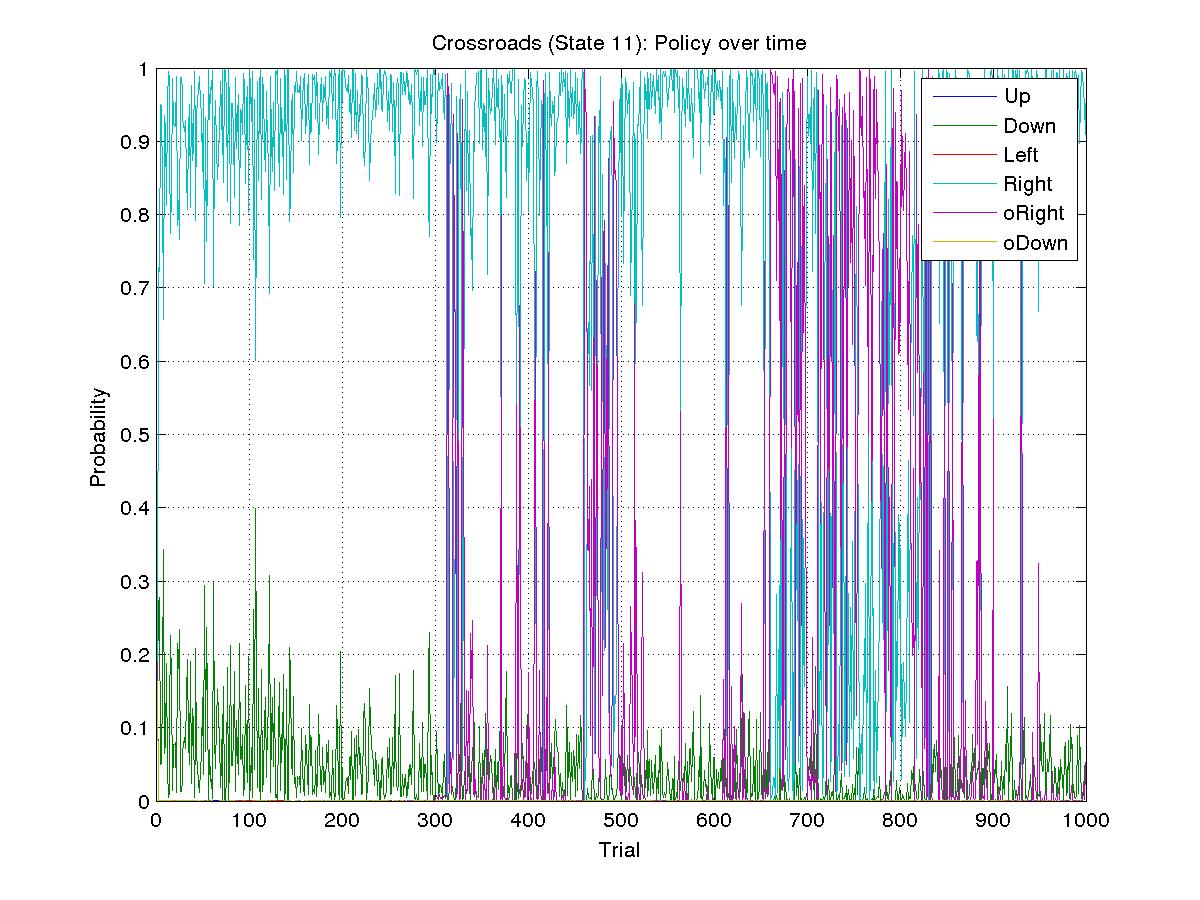 Crossroads (State 11): Policy over time
1
0.9
0.8
0.7
0.6
0.5
0.4
0.3
0.2
0.1
0
Probability
Up
Down
Left
Right
oRight
oDown
0 100 200 300 400 500 600 700 800 900 1000
Trial